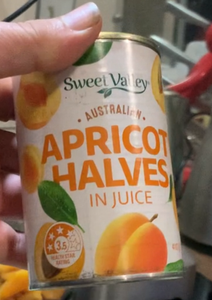 Sweet Valley
AUSTRALIAN
APRICOT
HALVES
IN JUICE
3.5
HEALTH STAR
RATING